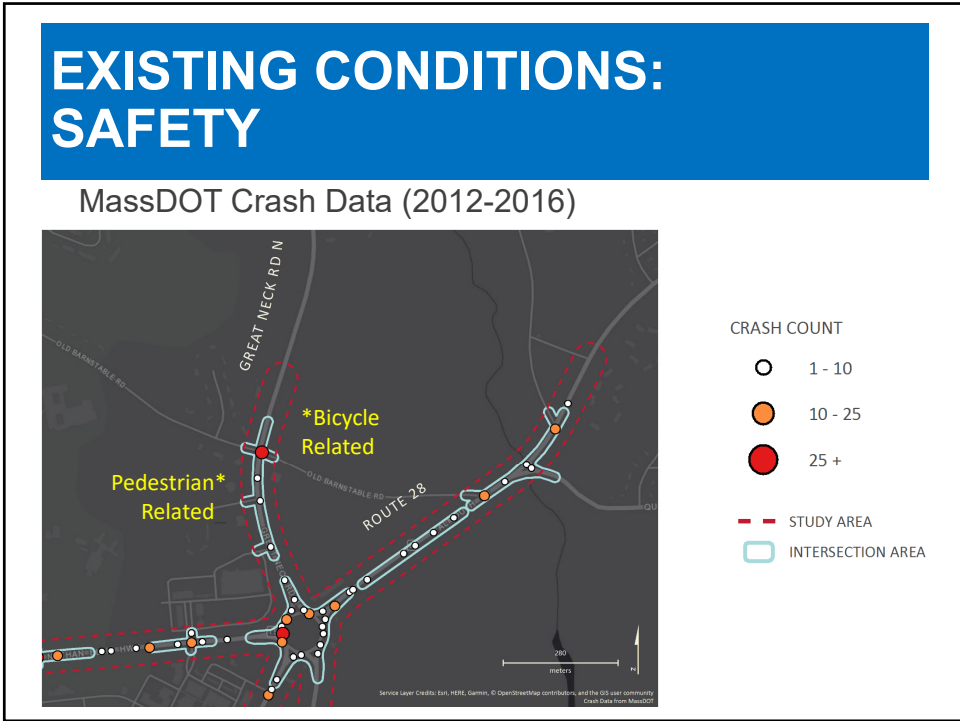 EXISTING CONDITIONS:
SAFETY
MassDOT Crash Data (2012-2016)
GREAT NECK RD N
OLD BARNSTABLE RD
*Bicycle
Related
Pedestrian*
Related
OLD BARNSTABLE RD
ROUTE 28
280
meters
Service Layer Credits: Esri, HERE, Garmin, © OpenStreetMap contributors, and the GIS user community
Crash Data from MassDOT
CRASH COUNT
1 - 10
10 - 25
25 +
STUDY AREA
INTERSECTION AREA